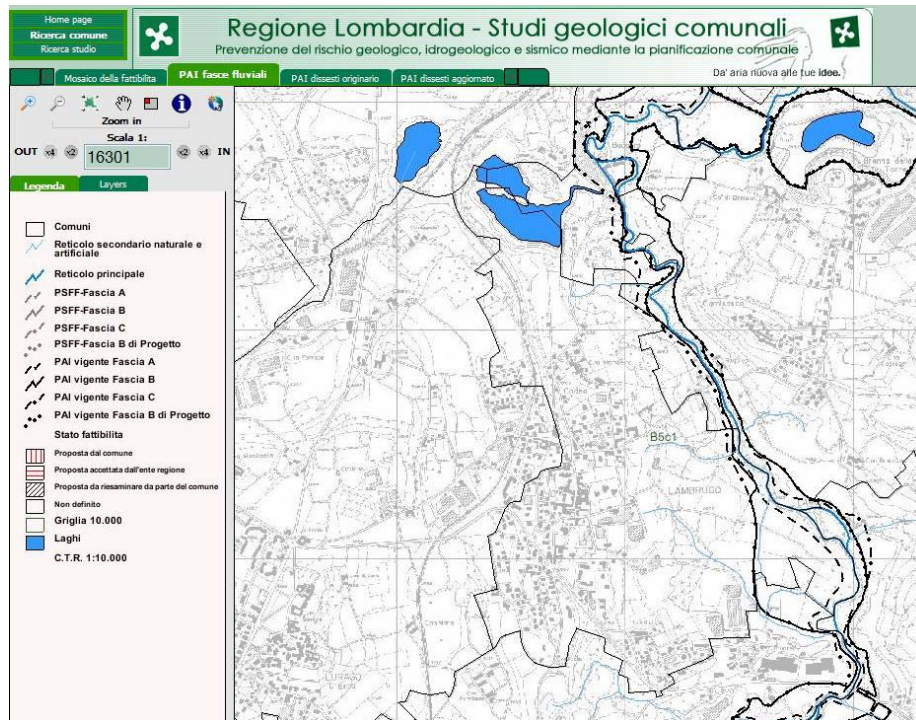 Home page
Ricerca comune
Ricerca studio
Regione Lombardia - Studi geologici comunali
Prevenzione del rischio geologico, idrogeologico e sismico mediante la pianificazione comunale
Da' aria nuova alle tue idee.
Mosaico della fattibilita
PAI fasce fluviali
PAI dissesti originario
PAI dissesti aggiornato
Zoom in
Scala 1:
OUT x4 x2 16301 x2 x4 IN
Legenda
Layers
Comuni
Reticolo secondario naturale e
artificiale
Reticolo principale
PSFF-Fascia A
PSFF-Fascia B
PSFF-Fascia C
PSFF-Fascia B di Progetto
PAI vigente Fascia A
PAI vigente Fascia B
PAI vigente Fascia C
PAI vigente Fascia B di Progetto
Stato fattibilita
Proposta dal comune
Proposta accettata dall'ente regione
Proposta da riesaminare da parte del comune
Non definito
Griglia 10.000
Laghi
C.T.R. 1:10.000
B5c1
LAMBRUGO
LURAGO